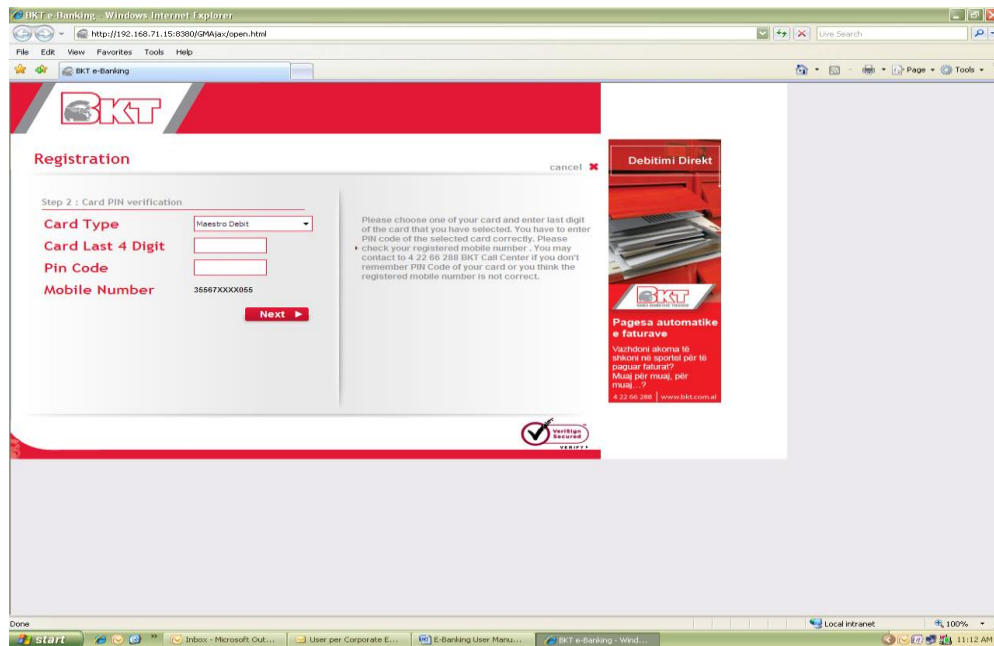 BKT e-Banking - Windows Internet Explorer
http://192.168.71.15:8380/GMAjax/open.html
Live Search
File Edit View Favorites Tools Help
BKT e-Banking
Page
Tools
BKT
Registration
cancel
Step 2 : Card PIN verification
Card Type
Maestro Debit
Card Last 4 Digit
Pin Code
Mobile Number
35567XXXX055
Next
Please choose one of your card and enter last digit
of the card that you have selected. You have to enter
PIN code of the selected card correctly. Please
check your registered mobile number . You may
contact to 4 22 66 288 BKT Call Center if you don't
remember PIN Code of your card or you think the
registered mobile number is not correct.
Debitimi Direkt
BKT
Pagesa automatike
e faturave
Vazhdoni akoma të
shkoni në sportel për të
paguar faturat?
Muaj për muaj, për
muaj...?
4 22 66 288 | www.bkt.com.al
VeriSign
Secured
VERIFY
Done
Local intranet
100%
start
Inbox - Microsoft Out...
User per Corporate E...
E-Banking User Manu...
BKT e-Banking - Wind...
11:12 AM